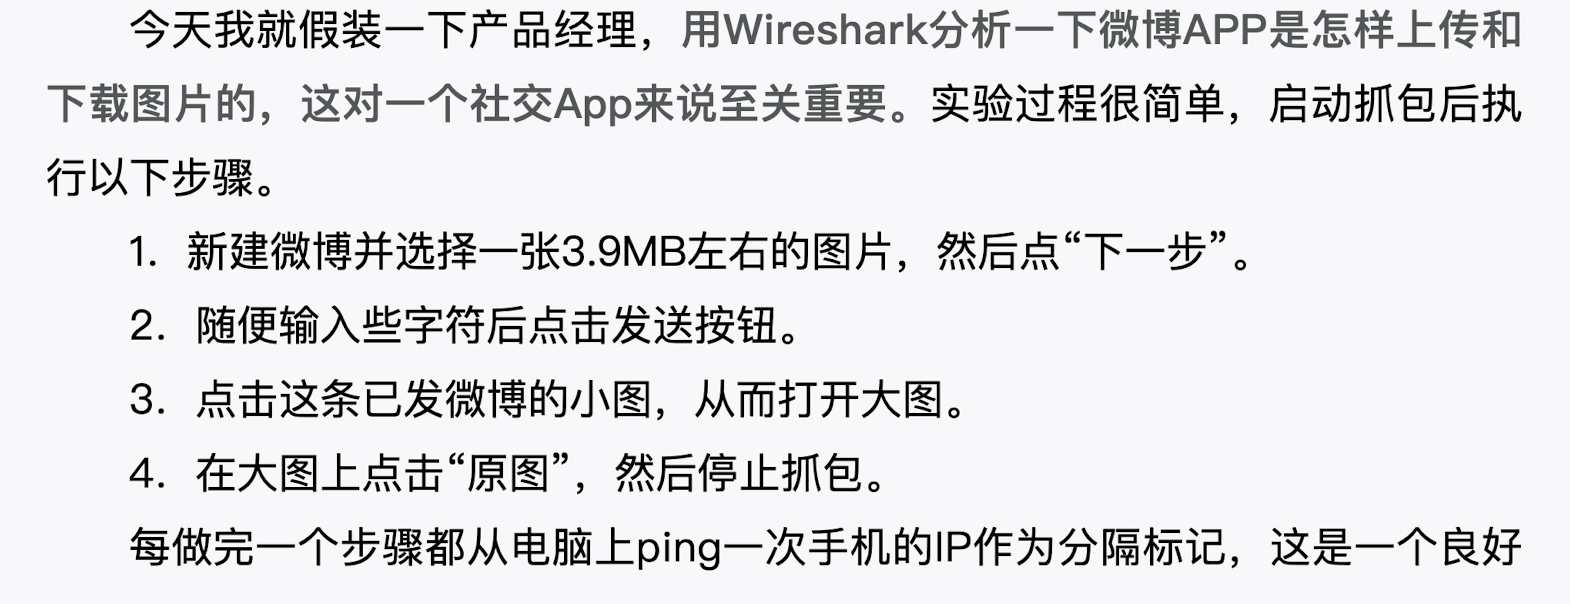 今天我就假装一下产品经理，用Wireshark分析一下微博APP是怎样上传和
下载图片的，这对一个社交App来说至关重要。实验过程很简单，启动抓包后执
行以下步骤。
1. 新建微博并选择一张3.9MB左右的图片，然后点“下一步”。
2. 随便输入些字符后点击发送按钮。
3. 点击这条已发微博的小图，从而打开大图。
4. 在大图上点击“原图”，然后停止抓包。
每做完一个步骤都从电脑上ping一次手机的IP作为分隔标记，这是一个良好